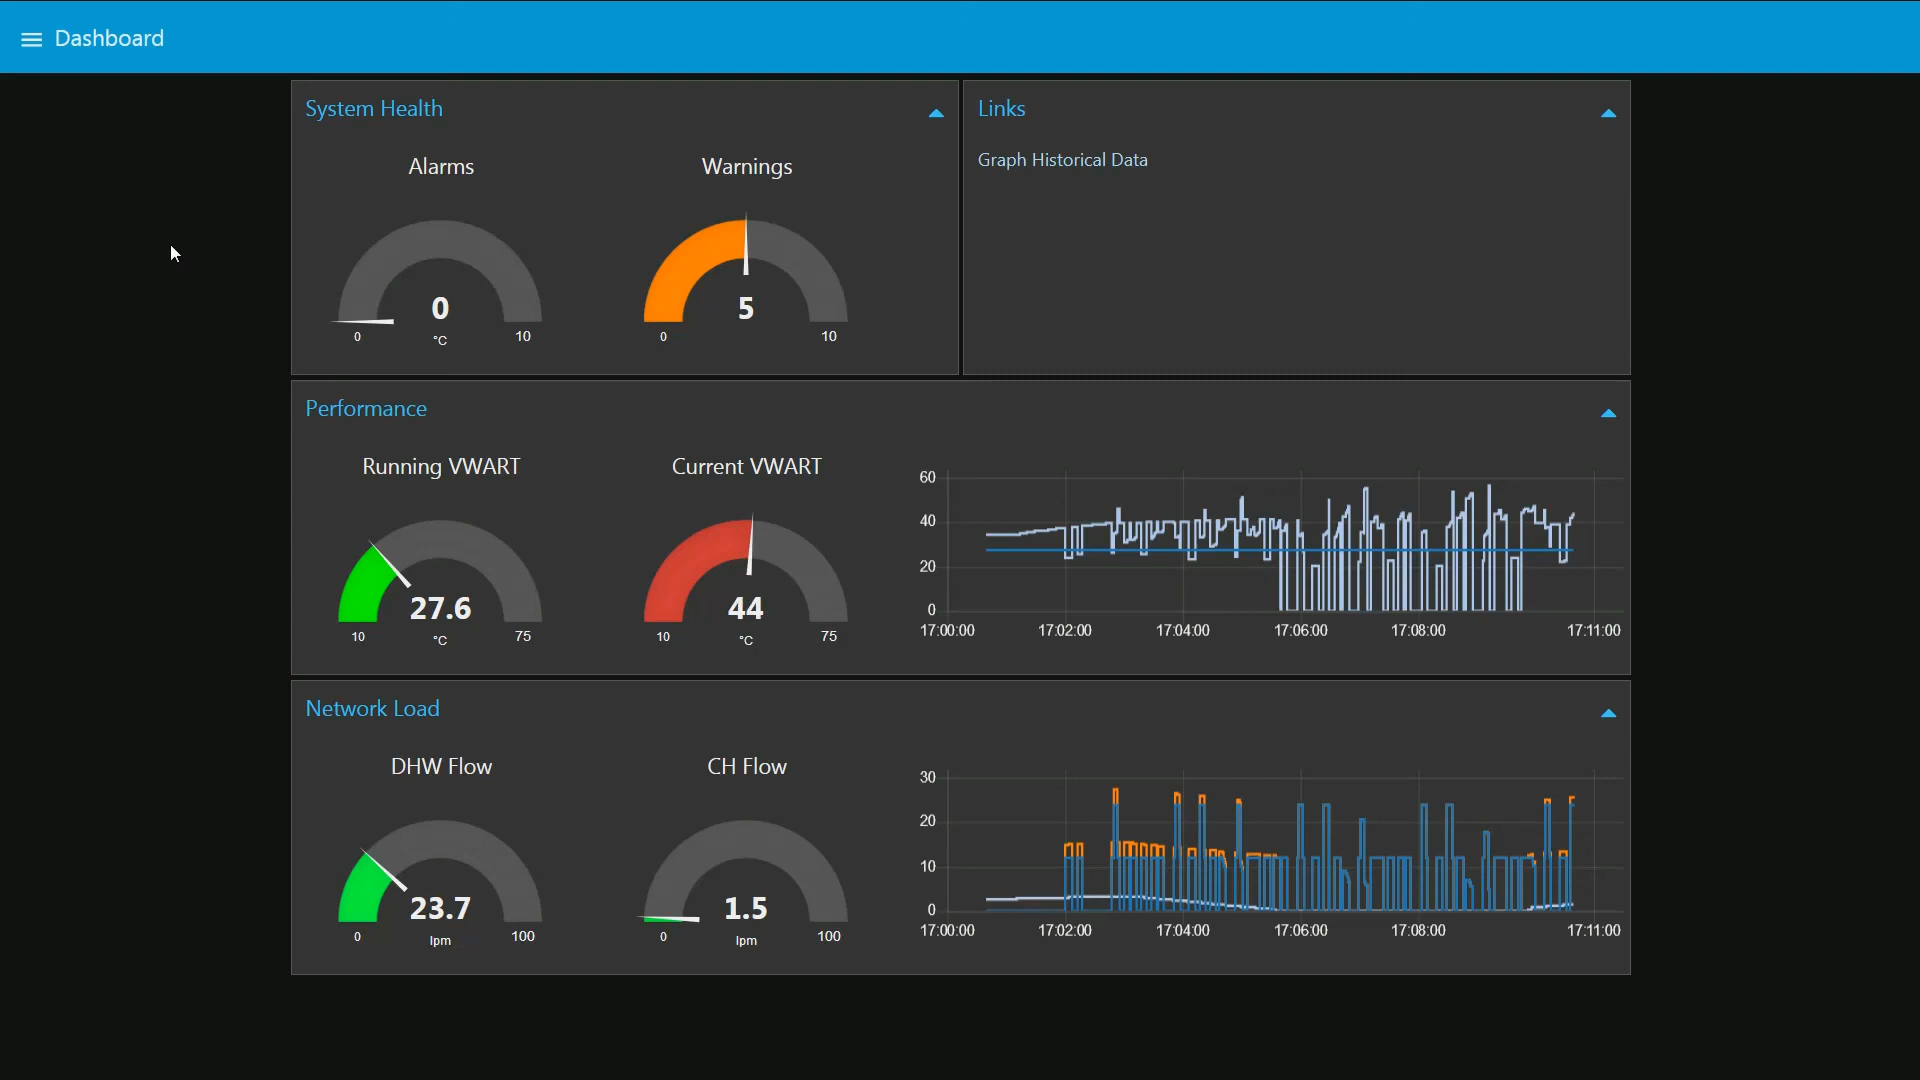 Dashboard
System Health
Alarms
0
0
10
°C
Warnings
5
0
10
Links
Graph Historical Data
Performance
Running VWART
27.6
10
75
°C
Current VWART
44
10
75
°C
60
40
20
0
17:00:00 17:02:00 17:04:00 17:06:00 17:08:00 17:11:00
Network Load
DHW Flow
23.7
0
100
lpm
CH Flow
1.5
0
100
lpm
30
20
10
0
17:00:00 17:02:00 17:04:00 17:06:00 17:08:00 17:11:00